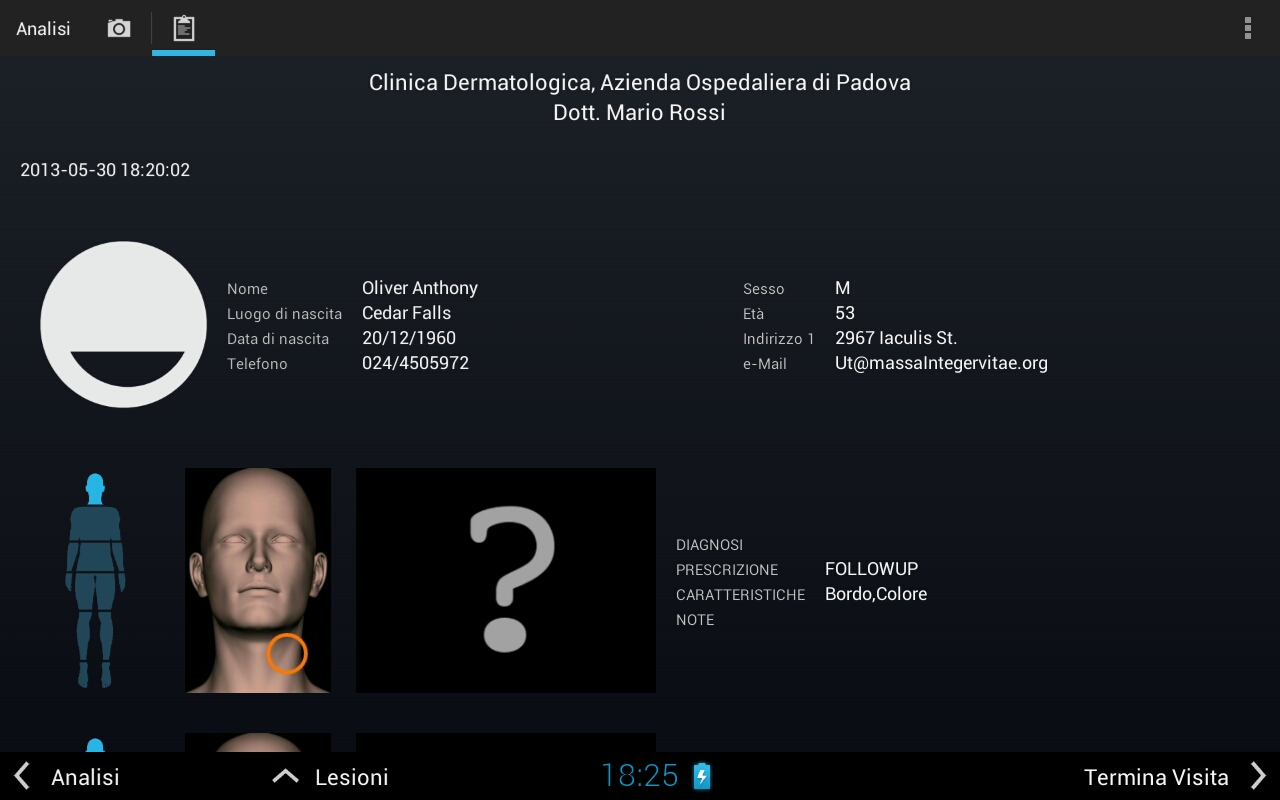 Analisi
Clinica Dermatologica, Azienda Ospedaliera di Padova
Dott. Mario Rossi
2013-05-30 18:20:02
Nome Oliver Anthony
Luogo di nascita Cedar Falls
Data di nascita 20/12/1960
Telefono 024/4505972
Sesso M
Età 53
Indirizzo 1 2967 Iaculis St.
e-Mail Ut@massaIntegervitae.org
?
DIAGNOSI
PRESCRIZIONE FOLLOWUP
CARATTERISTICHE Bordo,Colore
NOTE
Analisi Lesioni 18:25 Termina Visita